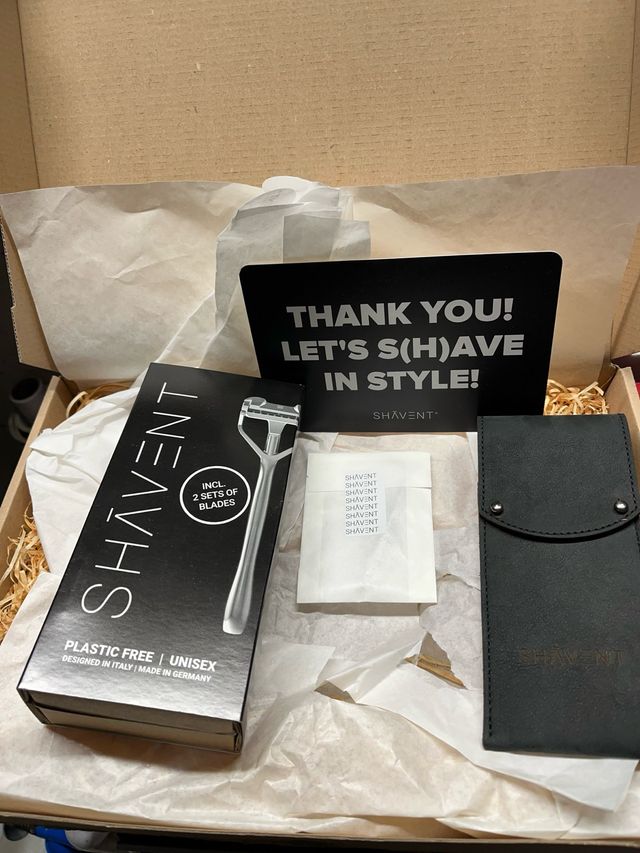 THANK YOU!
LET'S S(H)AVE
IN STYLE!
SHĀVENT
SHĀVENT
INCL.
2 SETS OF
BLADES
PLASTIC FREE | UNISEX
DESIGNED IN ITALY | MADE IN GERMANY
SHĀVENT
SHĀVENT
SHĀVENT
SHĀVENT
SHĀVENT
SHĀVENT
SHĀVENT
SHĀVENT
SHĀVENT